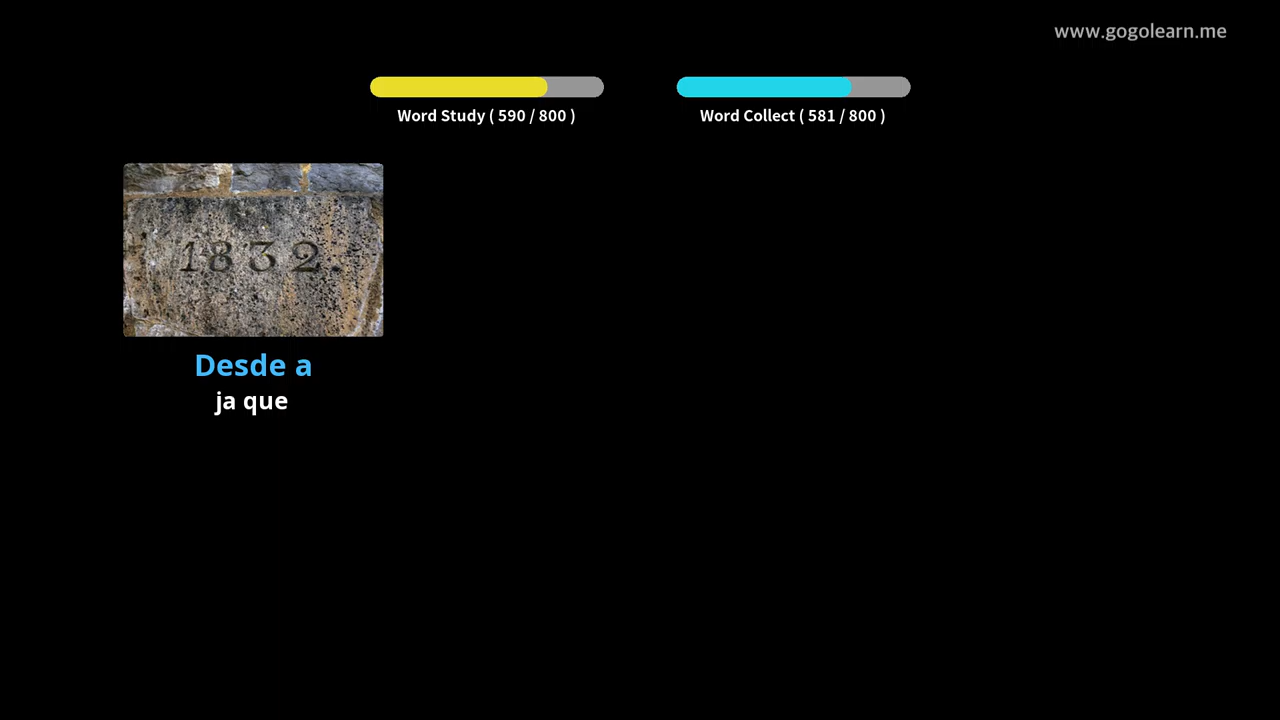 www.gogolearn.me
Word Study ( 590 / 800 )
Word Collect ( 581 / 800 )
1832.
Desde a
ja que